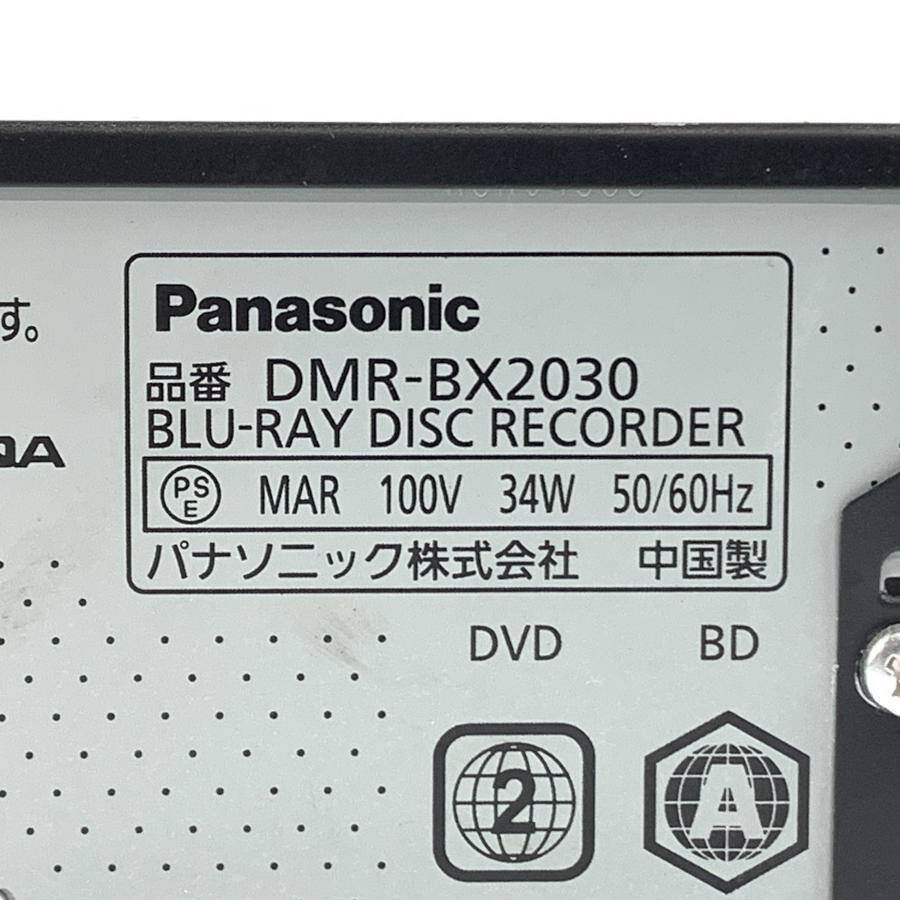 す。
Panasonic
品番 DMR-BX2030
BLU-RAY DISC RECORDER
PS E MAR 100V 34W 50/60Hz
パナソニック株式会社 中国製
DVD BD
2 A